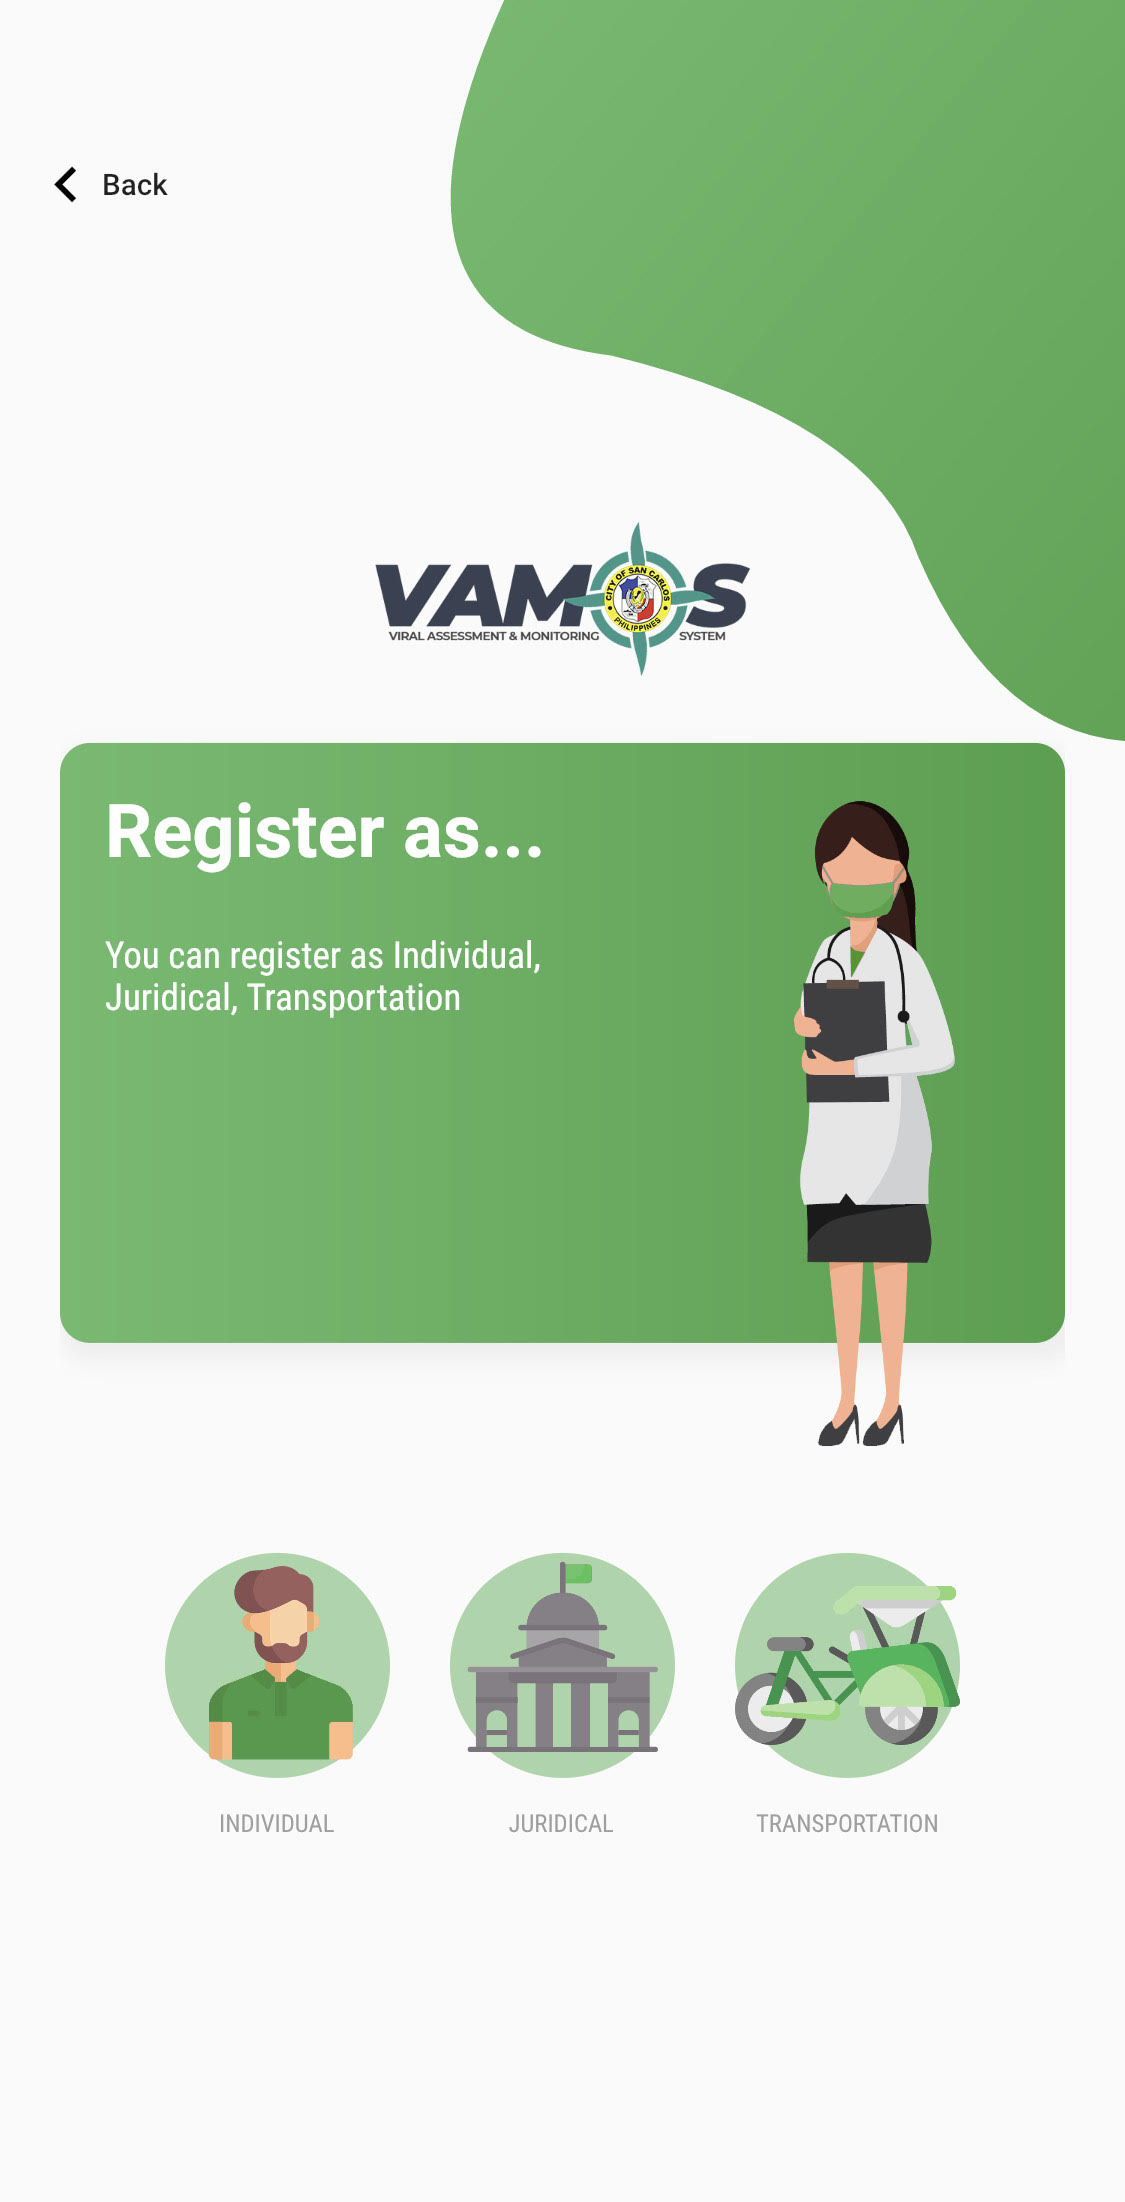 Back
VAMOS
CITY OF SAN CARLOS
PHILIPPINES
VIRAL ASSESSMENT & MONITORING SYSTEM
Register as...
You can register as Individual,
Juridical, Transportation
INDIVIDUAL
JURIDICAL
TRANSPORTATION